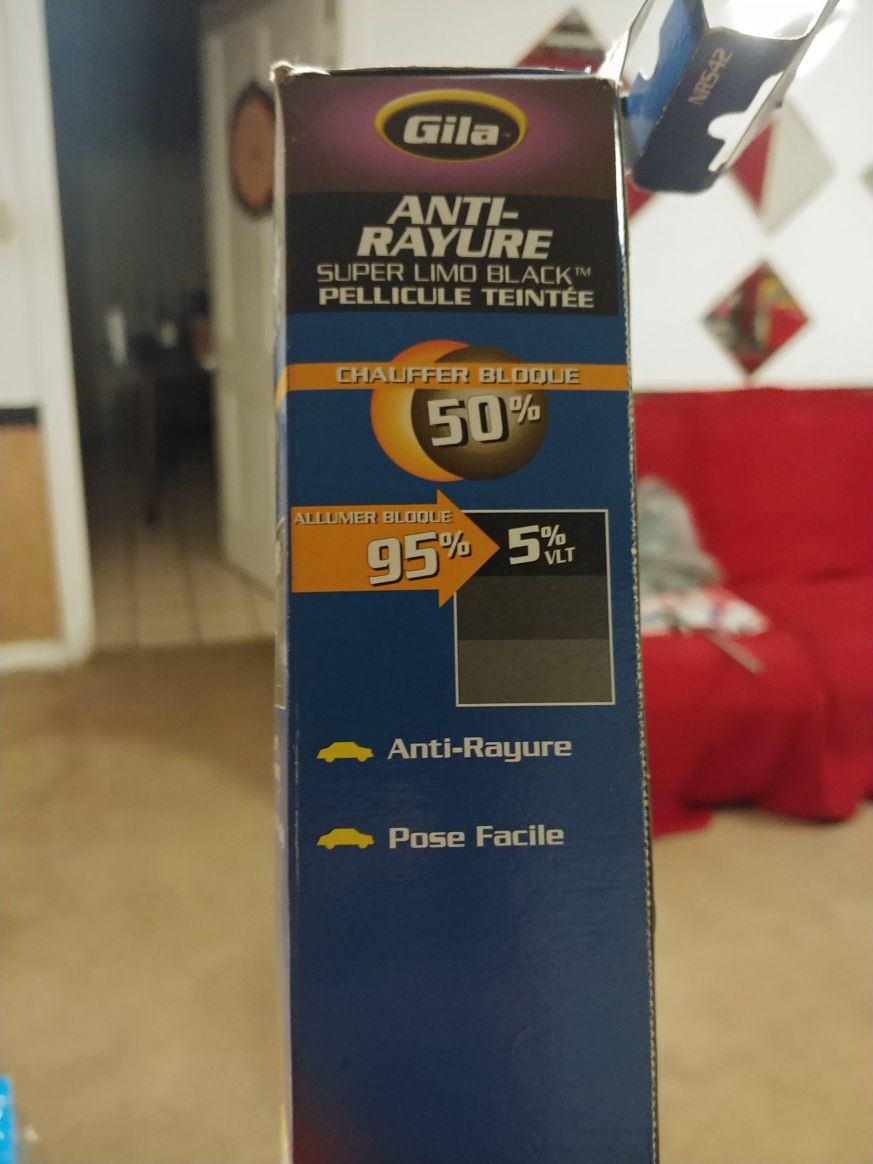 NR542
Gila
ANTI-
RAYURE
SUPER LIMO BLACK™
PELLICULE TEINTÉE
CHAUFFER BLOQUE
50%
ALLUMER BLOQUE
95%
5%
VLT
Anti-Rayure
Pose Facile